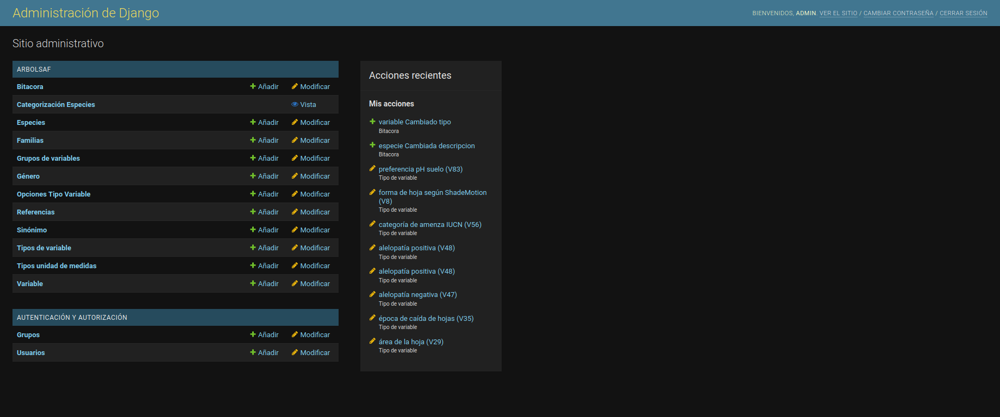 Administración de Django
BIENVENIDOS, ADMIN. VER EL SITIO / CAMBIAR CONTRASEÑA / CERRAR SESIÓN
Sitio administrativo
ARBOLSAF
Bitacora Añadir Modificar
Categorización Especies Vista
Especies Añadir Modificar
Familias Añadir Modificar
Grupos de variables Añadir Modificar
Género Añadir Modificar
Opciones Tipo Variable Añadir Modificar
Referencias Añadir Modificar
Sinónimo Añadir Modificar
Tipos de variable Añadir Modificar
Tipos unidad de medidas Añadir Modificar
Variable Añadir Modificar
AUTENTICACIÓN Y AUTORIZACIÓN
Grupos Añadir Modificar
Usuarios Añadir Modificar
Acciones recientes
Mis acciones
variable Cambiado tipo
Bitacora
especie Cambiada descripcion
Bitacora
preferencia pH suelo (V83)
Tipo de variable
forma de hoja según ShadeMotion
(V8)
Tipo de variable
categoría de amenza IUCN (V56)
Tipo de variable
alelopatía positiva (V48)
Tipo de variable
alelopatía positiva (V48)
Tipo de variable
alelopatía negativa (V47)
Tipo de variable
época de caída de hojas (V35)
Tipo de variable
área de la hoja (V29)
Tipo de variable